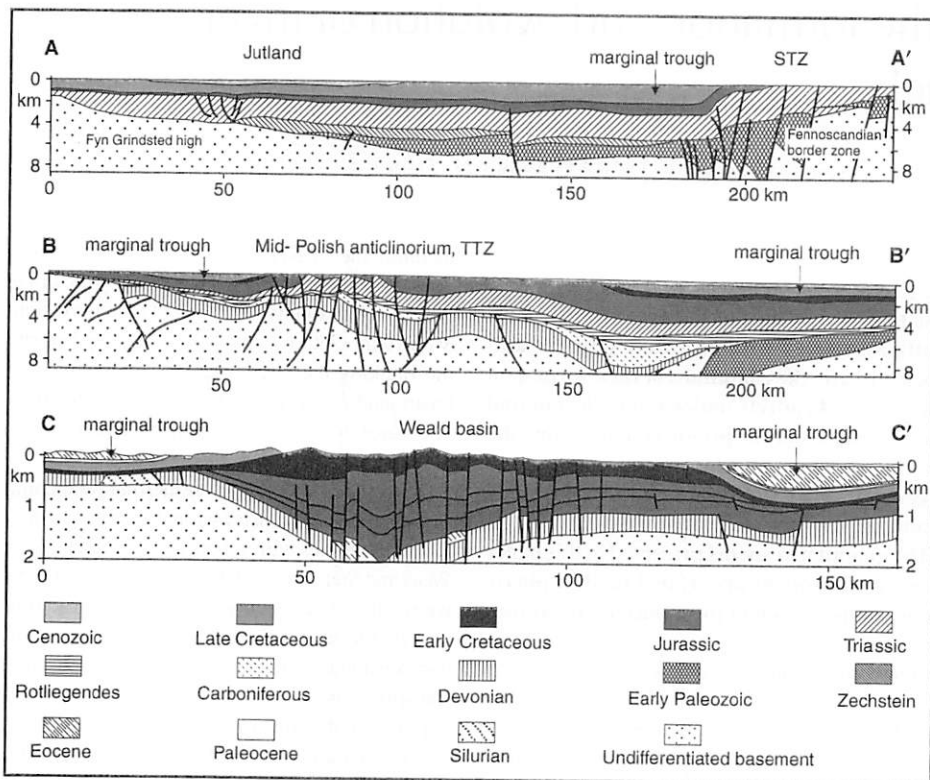 A Jutland marginal trough STZ A′
0 0
km km
4 4
8 8
Fyn Grindsted high
Fennoscandian
border zone
0 50 100 150 200 km
B marginal trough Mid- Polish anticlinorium, TTZ marginal trough B′
0 0
km km
4 4
8 8
50 100 150 200 km
C marginal trough Weald basin marginal trough C′
0 0
km km
1 1
2 2
0 50 100 150 km
Cenozoic Late Cretaceous Early Cretaceous Jurassic Triassic
Rotliegendes Carboniferous Devonian Early Paleozoic Zechstein
Eocene Paleocene Silurian Undifferentiated basement